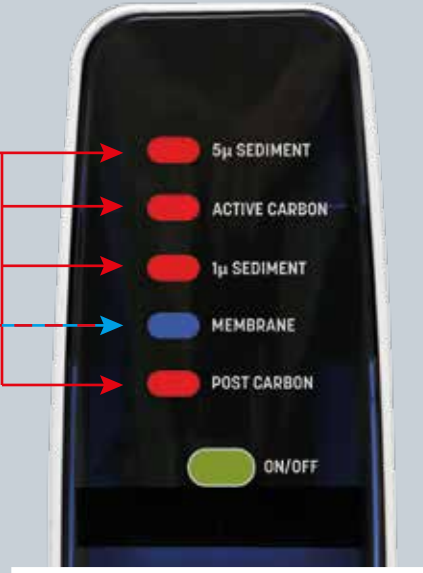 5µ SEDIMENT
ACTIVE CARBON
1µ SEDIMENT
MEMBRANE
POST CARBON
ON/OFF